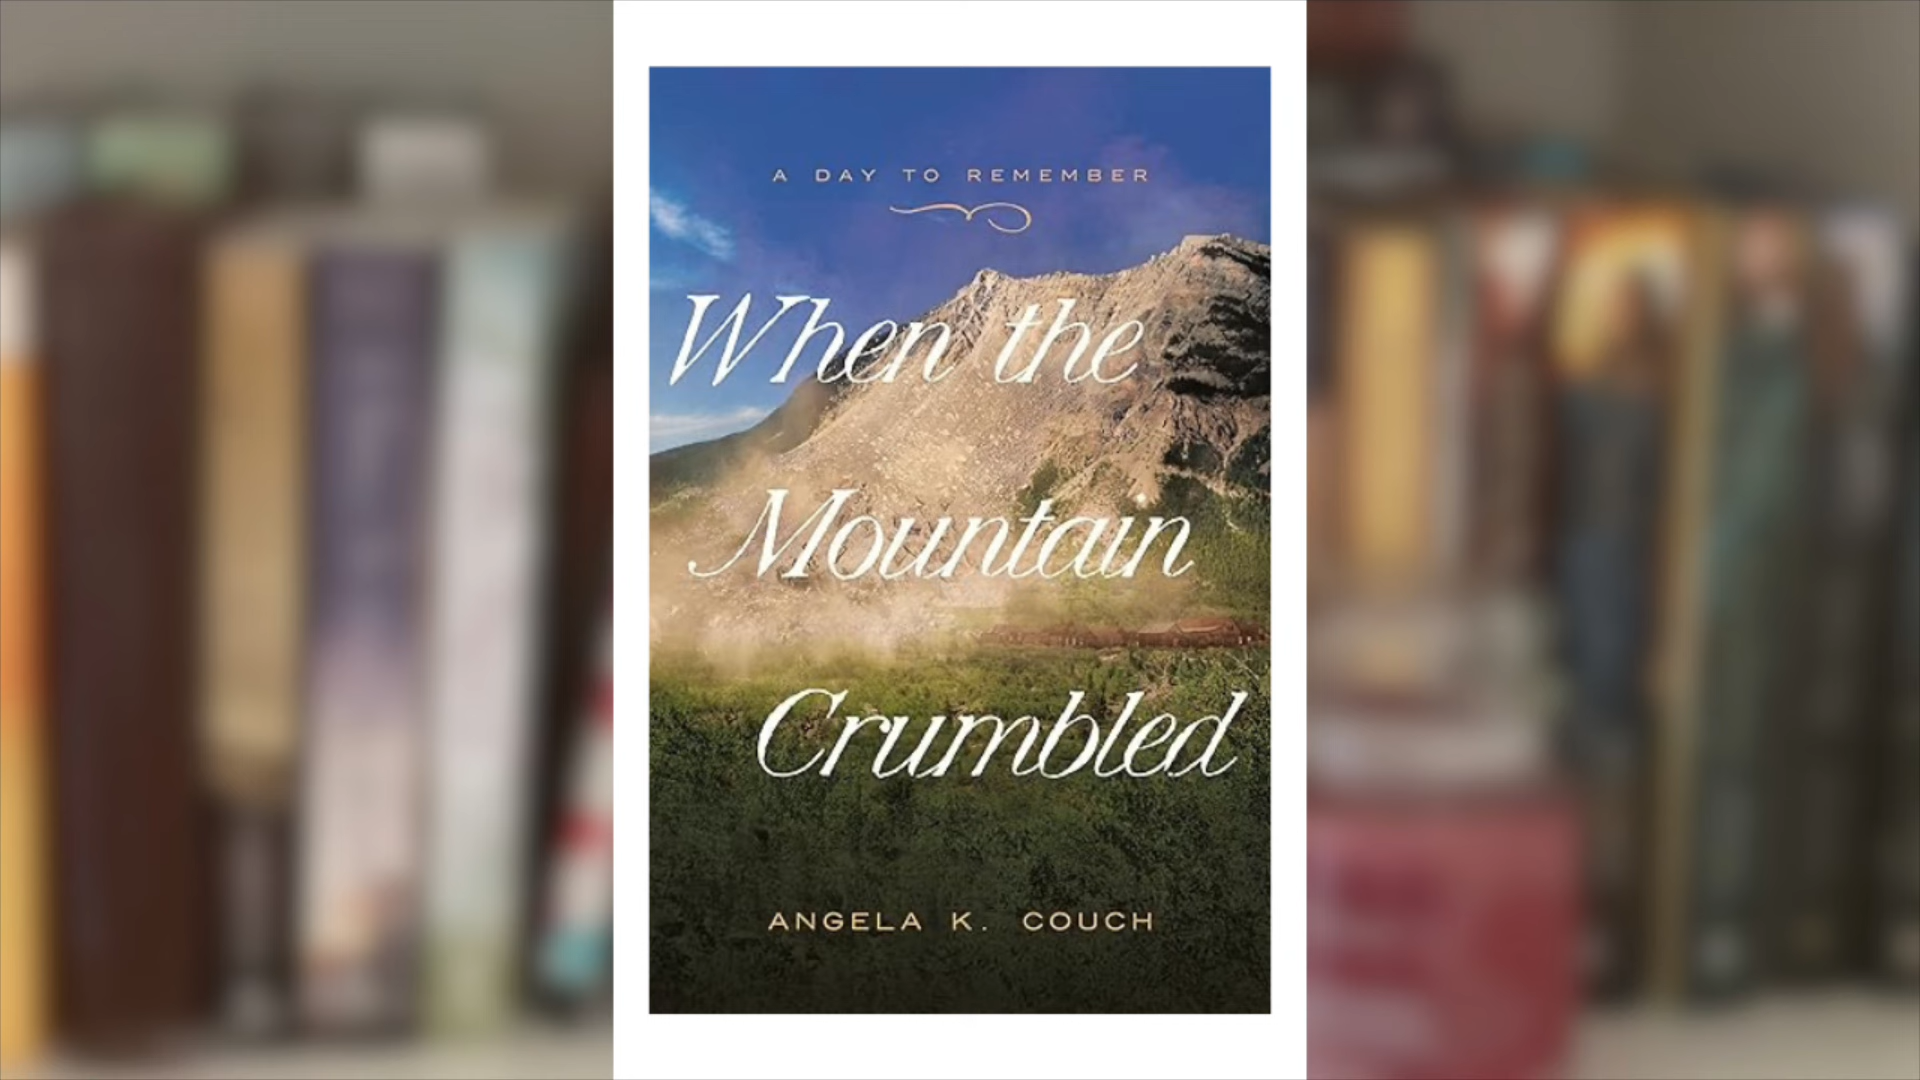 A DAY TO REMEMBER
When the
Mountain
Crumbled
ANGELA K. COUCH